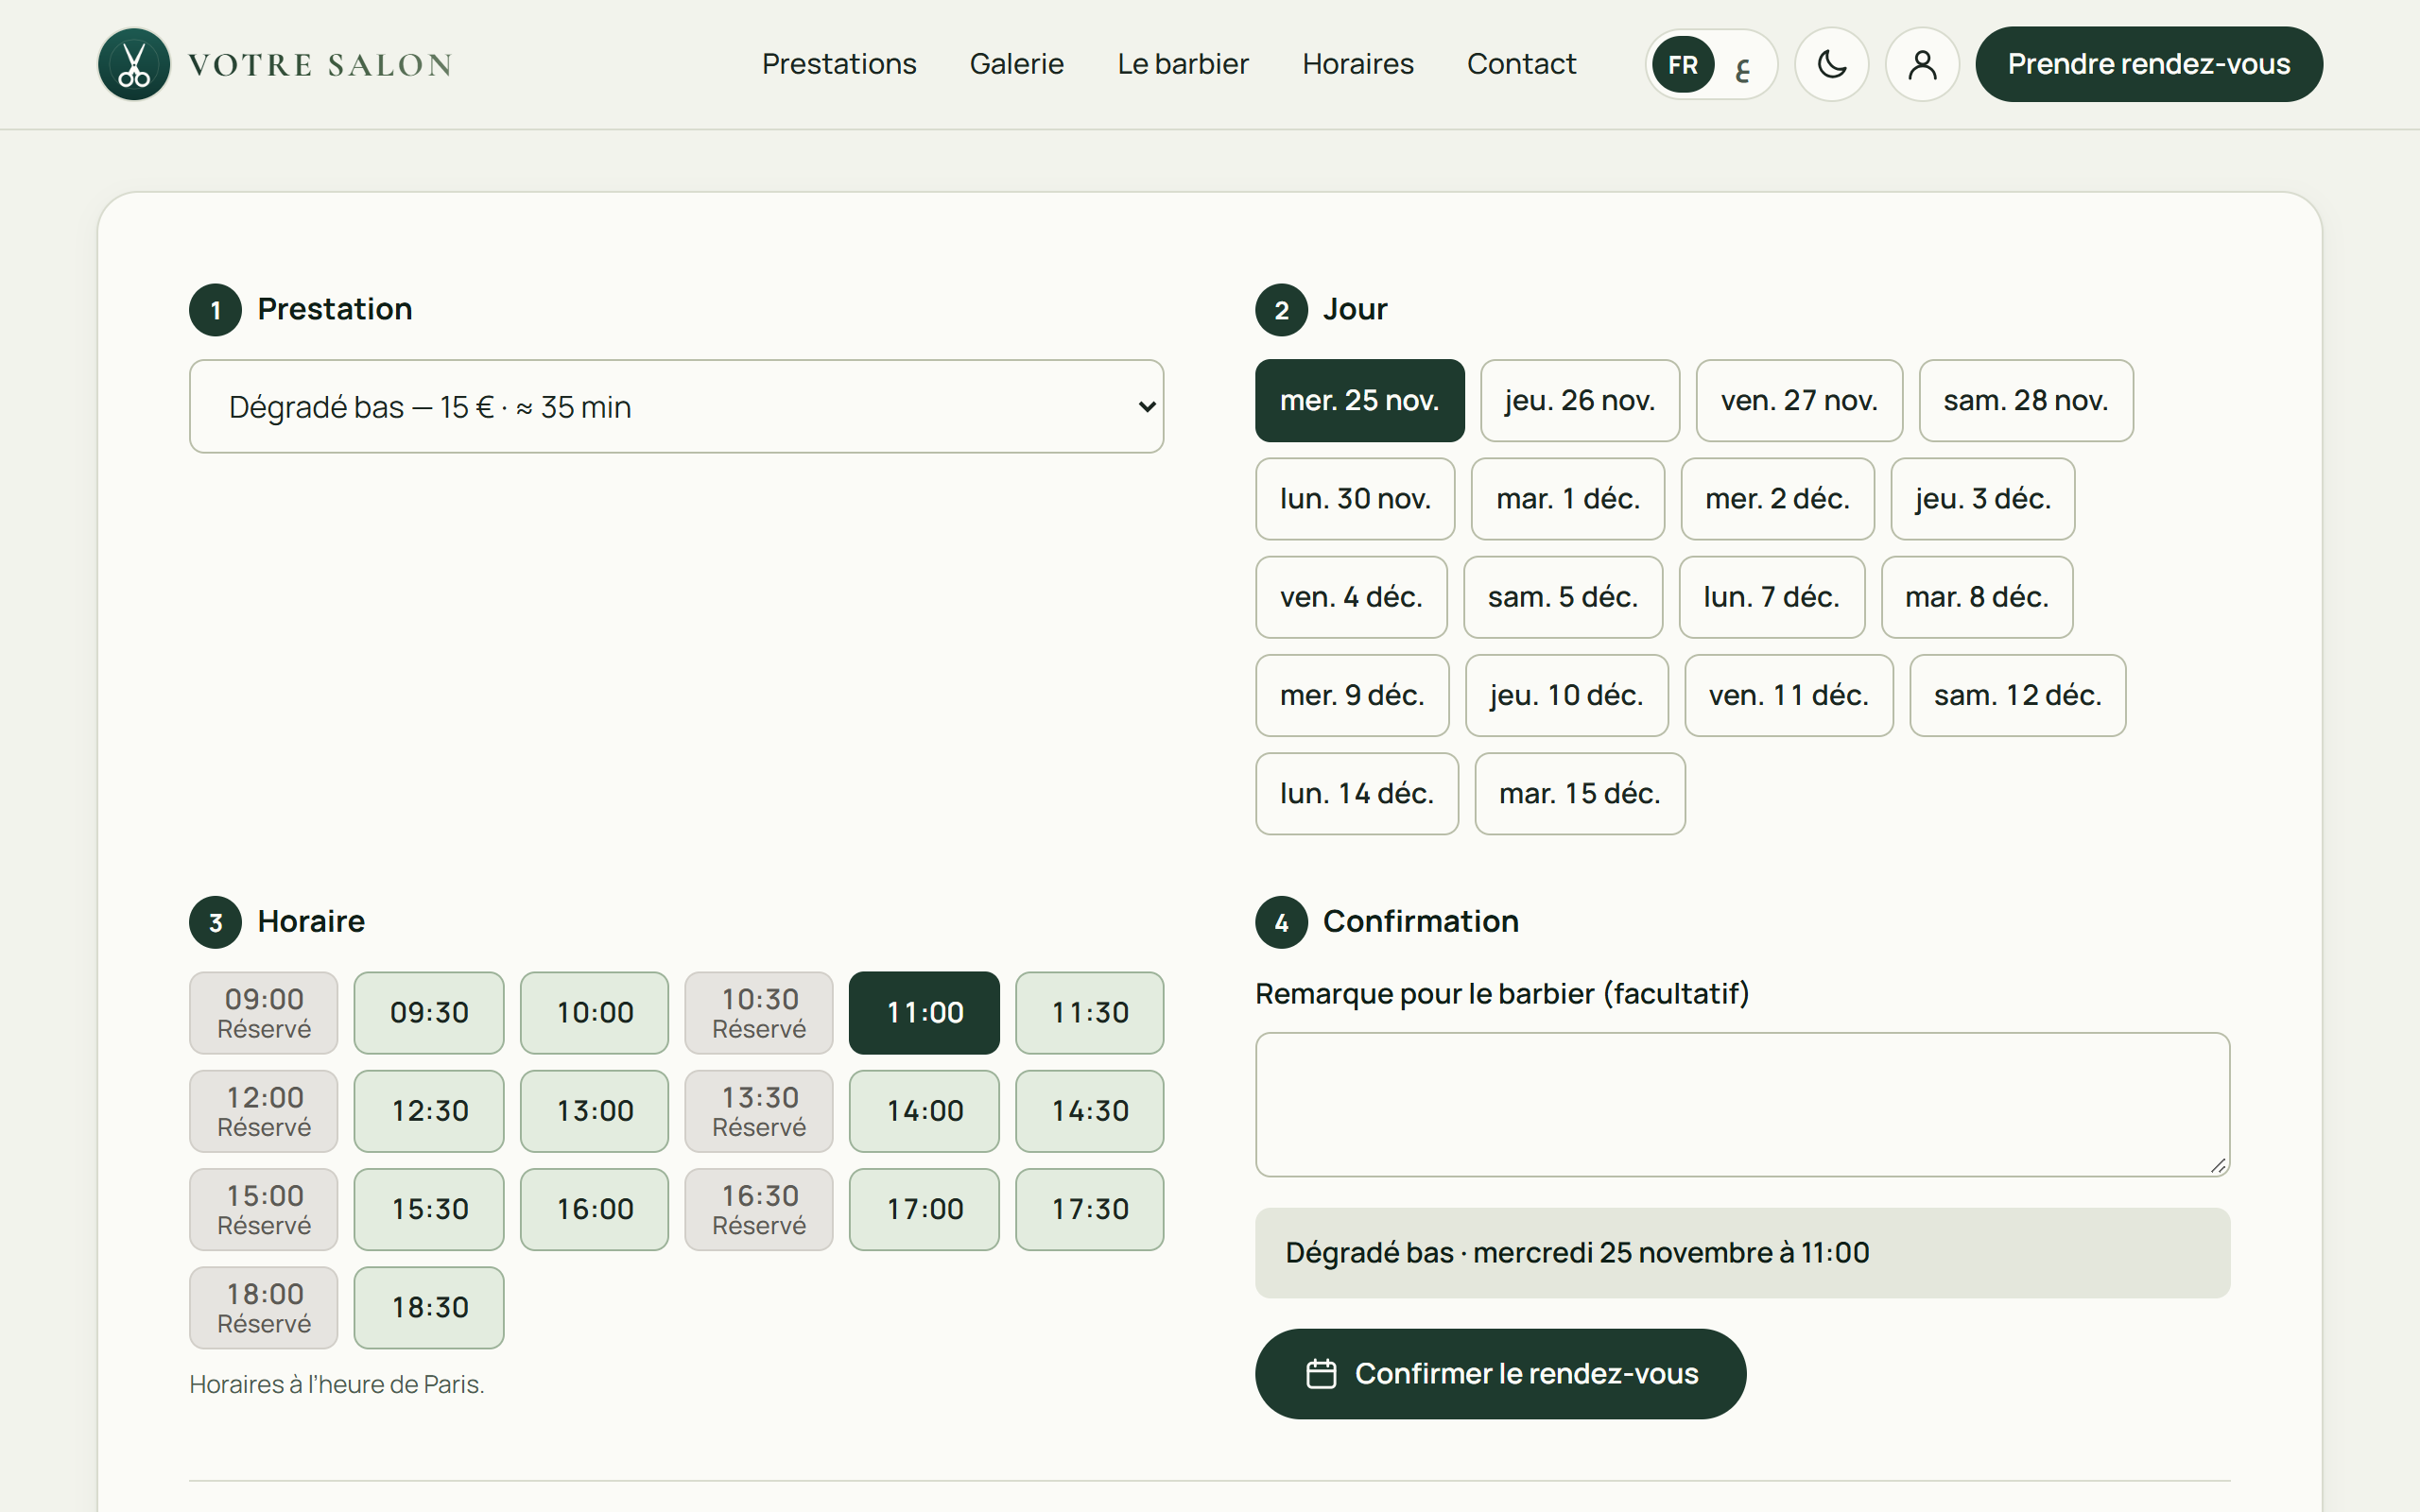 VOTRE SALON
Prestations
Galerie
Le barbier
Horaires
Contact
FR
ع
Prendre rendez-vous
1 Prestation
Dégradé bas — 15 € · ≈ 35 min
2 Jour
mer. 25 nov.
jeu. 26 nov.
ven. 27 nov.
sam. 28 nov.
lun. 30 nov.
mar. 1 déc.
mer. 2 déc.
jeu. 3 déc.
ven. 4 déc.
sam. 5 déc.
lun. 7 déc.
mar. 8 déc.
mer. 9 déc.
jeu. 10 déc.
ven. 11 déc.
sam. 12 déc.
lun. 14 déc.
mar. 15 déc.
3 Horaire
09:00
Réservé
09:30
10:00
10:30
Réservé
11:00
11:30
12:00
Réservé
12:30
13:00
13:30
Réservé
14:00
14:30
15:00
Réservé
15:30
16:00
16:30
Réservé
17:00
17:30
18:00
Réservé
18:30
Horaires à l’heure de Paris.
4 Confirmation
Remarque pour le barbier (facultatif)
Dégradé bas · mercredi 25 novembre à 11:00
Confirmer le rendez-vous